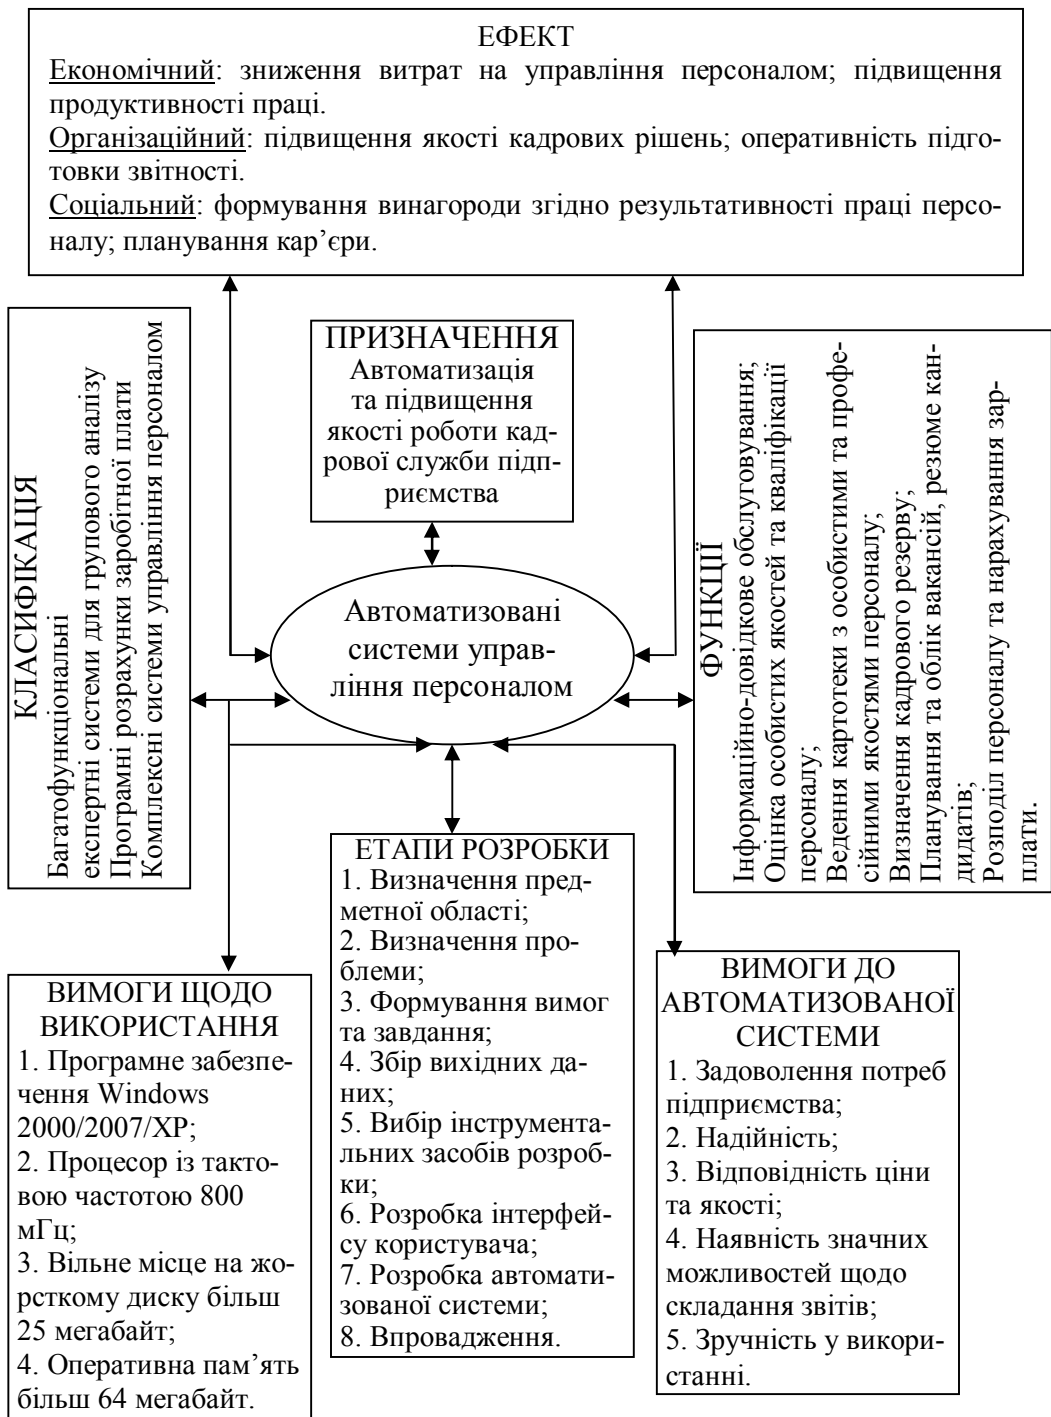 ЕФЕКТ
Економічний: зниження витрат на управління персоналом; підвищення
продуктивності праці.
Організаційний: підвищення якості кадрових рішень; оперативність підго-
товки звітності.
Соціальний: формування винагороди згідно результативності праці персо-
налу; планування кар’єри.
КЛАСИФІКАЦІЯ
Багатофункціональні
експертні системи для групового аналізу
Програмні розрахунки заробітної плати
Комплексні системи управління персоналом
ПРИЗНАЧЕННЯ
Автоматизація
та підвищення
якості роботи кад-
рової служби підп-
риємства
ФУНКЦІЇ
Інформаційно-довідкове обслуговування;
Оцінка особистих якостей та кваліфікації
персоналу;
Ведення картотеки з особистими та профе-
сійними якостями персоналу;
Визначення кадрового резерву;
Планування та облік вакансій, резюме кан-
дидатів;
Розподіл персоналу та нарахування зар-
плати.
Автоматизовані
системи управ-
ління персоналом
ВИМОГИ ЩОДО
ВИКОРИСТАННЯ
1. Програмне забезпе-
чення Windows
2000/2007/XP;
2. Процесор із такто-
вою частотою 800
мГц;
3. Вільне місце на жо-
рсткому диску більш
25 мегабайт;
4. Оперативна пам’ять
більш 64 мегабайт.
ЕТАПИ РОЗРОБКИ
1. Визначення пред-
метної області;
2. Визначення про-
блеми;
3. Формування вимог
та завдання;
4. Збір вихідних да-
них;
5. Вибір інструмента-
льних засобів розроб-
ки;
6. Розробка інтерфей-
су користувача;
7. Розробка автомати-
зованої системи;
8. Впровадження.
ВИМОГИ ДО
АВТОМАТИЗОВАНОЇ
СИСТЕМИ
1. Задоволення потреб
підприємства;
2. Надійність;
3. Відповідність ціни
та якості;
4. Наявність значних
можливостей щодо
складання звітів;
5. Зручність у викори-
станні.